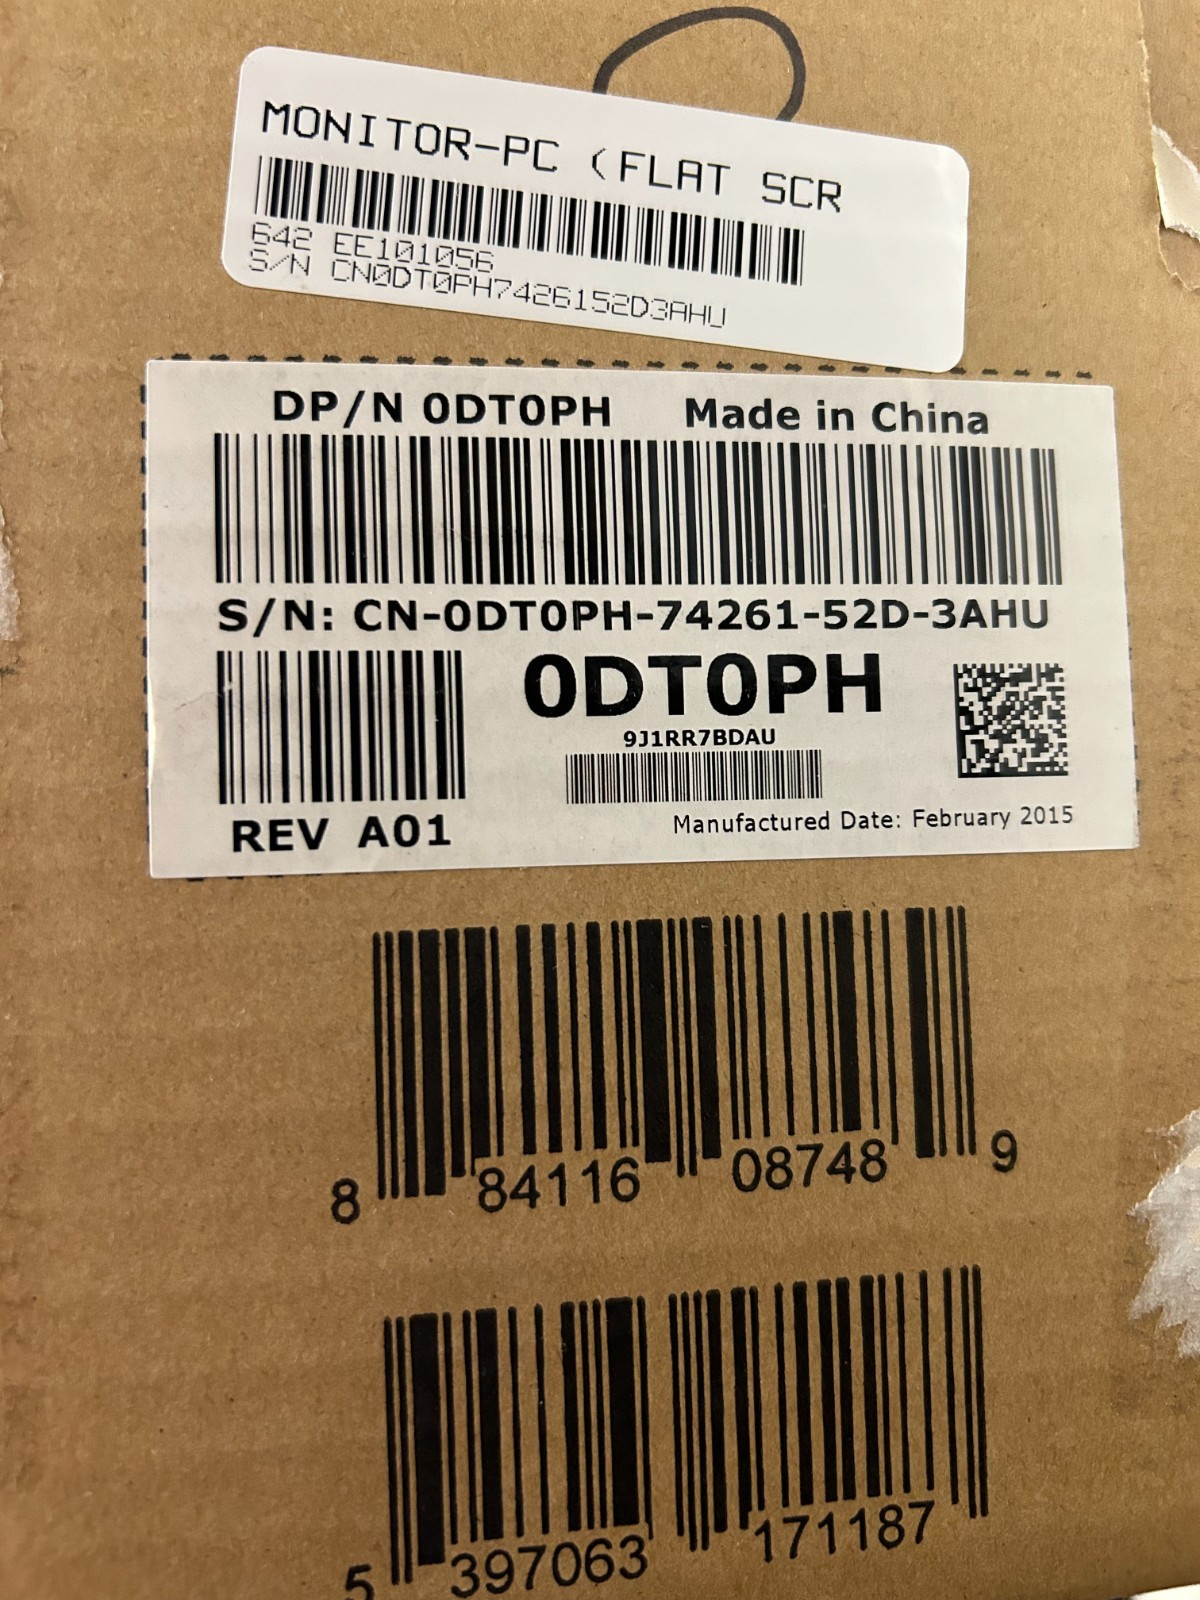 MONITOR-PC (FLAT SCR
642 EE101056
S/N CN0DT0PH7426152D3AHU
DP/N 0DT0PH Made in China
S/N: CN-0DT0PH-74261-52D-3AHU
0DT0PH
9J1RR7BDAU
REV A01
Manufactured Date: February 2015
8 84116 08748 9
5 397063 171187